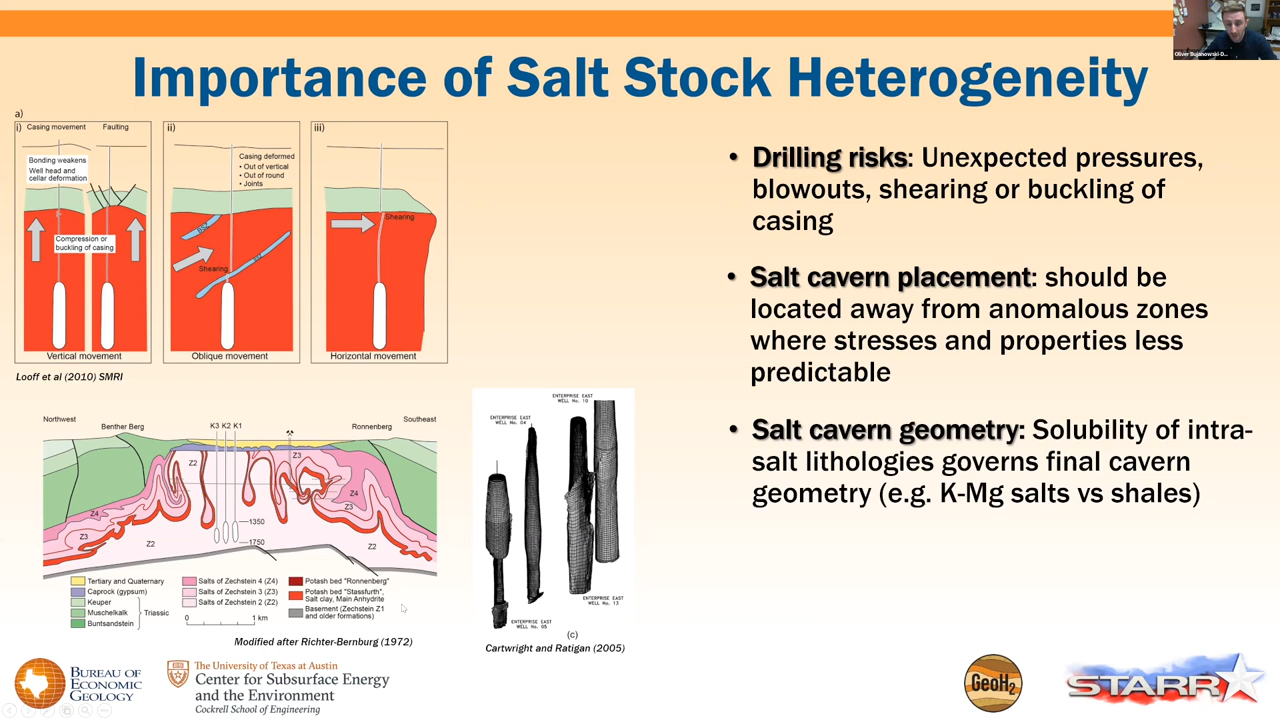 Oliver Bujanowski-D...
Importance of Salt Stock Heterogeneity
a)
i)
Casing movement
Faulting
Bonding weakens
Well head and
cellar deformation
Compression or
buckling of casing
Vertical movement
ii)
Casing deformed
• Out of vertical
• Out of round
• Joints
Shearing
Oblique movement
iii)
Shearing
Horizontal movement
Looff et al (2010) SMRI
• Drilling risks: Unexpected pressures,
blowouts, shearing or buckling of
casing
• Salt cavern placement: should be
located away from anomalous zones
where stresses and properties less
predictable
• Salt cavern geometry: Solubility of intra-
salt lithologies governs final cavern
geometry (e.g. K-Mg salts vs shales)
Northwest
Southeast
Benther Berg
K3 K2 K1
Ronnenberg
Z2
Z3
Z4
Z3
Z4
Z3
Z2
Z2
1350
1750
Tertiary and Quaternary
Caprock (gypsum)
Keuper
Muschelkalk
Buntsandstein
Triassic
Salts of Zechstein 4 (Z4)
Salts of Zechstein 3 (Z3)
Salts of Zechstein 2 (Z2)
0 1 km
Potash bed "Ronnenberg"
Potash bed "Stassfurth",
Salt clay, Main Anhydrite
Basement (Zechstein Z1
and older formations)
Modified after Richter-Bernburg (1972)
ENTERPRISE EAST
WELL No. 10
ENTERPRISE EAST
WELL No. 04
ENTERPRISE EAST
WELL No. 13
ENTERPRISE EAST
WELL No. 05
(c)
Cartwright and Ratigan (2005)
BUREAU OF
ECONOMIC
GEOLOGY
The University of Texas at Austin
Center for Subsurface Energy
and the Environment
Cockrell School of Engineering
GeoH2
STARR